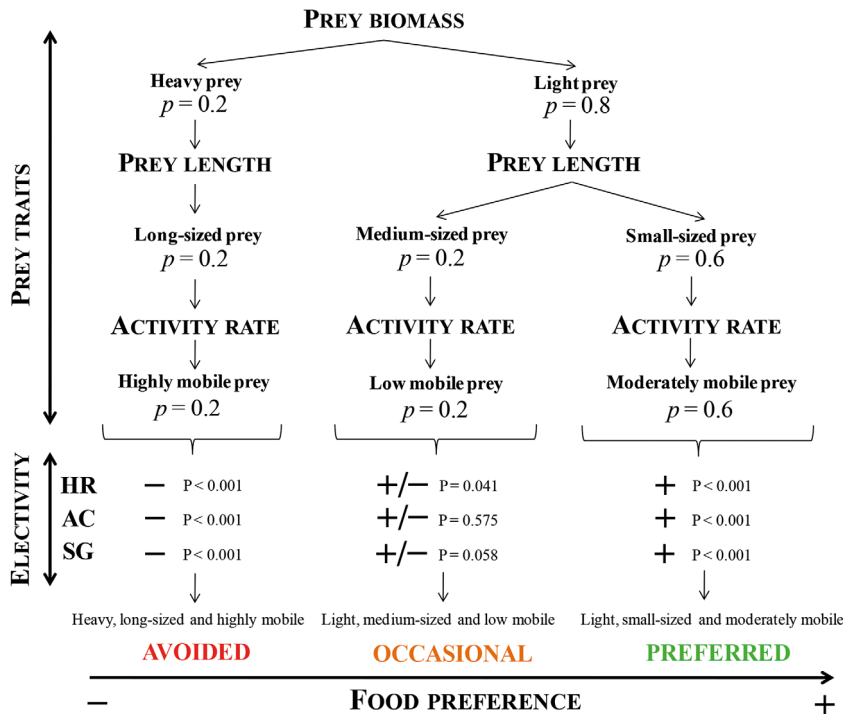 PREY BIOMASS
Heavy prey Light prey
p = 0.2 p = 0.8
PREY LENGTH PREY LENGTH
Long-sized prey Medium-sized prey Small-sized prey
p = 0.2 p = 0.2 p = 0.6
ACTIVITY RATE ACTIVITY RATE ACTIVITY RATE
Highly mobile prey Low mobile prey Moderately mobile prey
p = 0.2 p = 0.2 p = 0.6
PREY TRAITS
ELECTIVITY
HR − P < 0.001 +/− P = 0.041 + P < 0.001
AC − P < 0.001 +/− P = 0.575 + P < 0.001
SG − P < 0.001 +/− P = 0.058 + P < 0.001
Heavy, long-sized and highly mobile Light, medium-sized and low mobile Light, small-sized and moderately mobile
AVOIDED OCCASIONAL PREFERRED
− FOOD PREFERENCE +